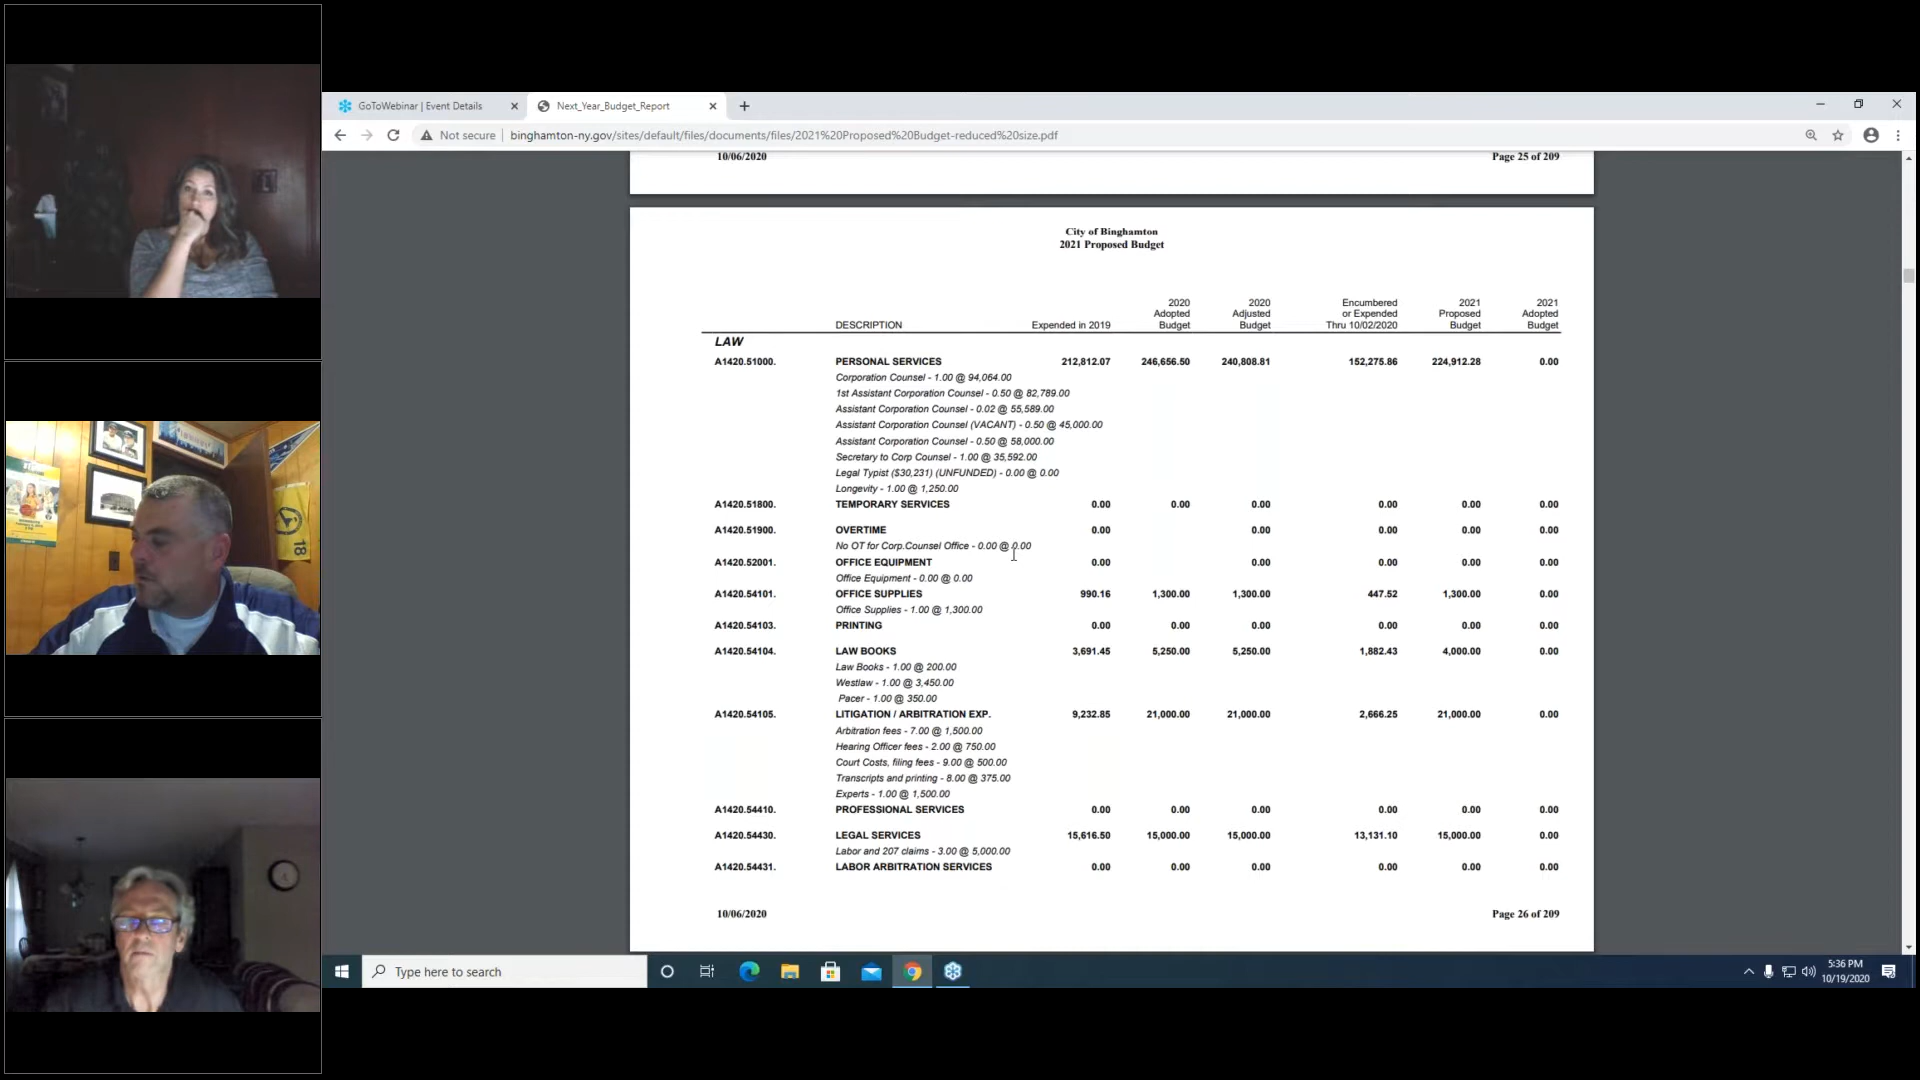 GoToWebinar | Event Details
Next_Year_Budget_Report
Not secure
binghamton-ny.gov/sites/default/files/documents/files/2021%20Proposed%20Budget-reduced%20size.pdf
10/06/2020 Page 25 of 209
City of Binghamton
2021 Proposed Budget
2020 2020 Encumbered 2021 2021
Adopted Adjusted or Expended Proposed Adopted
DESCRIPTION Expended in 2019 Budget Budget Thru 10/02/2020 Budget Budget
LAW
A1420.51000. PERSONAL SERVICES 212,812.07 246,656.50 240,808.81 152,275.86 224,912.28 0.00
Corporation Counsel - 1.00 @ 94,064.00
1st Assistant Corporation Counsel - 0.50 @ 82,789.00
Assistant Corporation Counsel - 0.02 @ 55,589.00
Assistant Corporation Counsel (VACANT) - 0.50 @ 45,000.00
Assistant Corporation Counsel - 0.50 @ 58,000.00
Secretary to Corp Counsel - 1.00 @ 35,592.00
Legal Typist ($30,231) (UNFUNDED) - 0.00 @ 0.00
Longevity - 1.00 @ 1,250.00
A1420.51800. TEMPORARY SERVICES 0.00 0.00 0.00 0.00 0.00 0.00
A1420.51900. OVERTIME 0.00 0.00 0.00 0.00 0.00
No OT for Corp.Counsel Office - 0.00 @ 0.00
A1420.52001. OFFICE EQUIPMENT 0.00 0.00 0.00 0.00 0.00
Office Equipment - 0.00 @ 0.00
A1420.54101. OFFICE SUPPLIES 990.16 1,300.00 1,300.00 447.52 1,300.00 0.00
Office Supplies - 1.00 @ 1,300.00
A1420.54103. PRINTING 0.00 0.00 0.00 0.00 0.00 0.00
A1420.54104. LAW BOOKS 3,691.45 5,250.00 5,250.00 1,882.43 4,000.00 0.00
Law Books - 1.00 @ 200.00
Westlaw - 1.00 @ 3,450.00
Pacer - 1.00 @ 350.00
A1420.54105. LITIGATION / ARBITRATION EXP. 9,232.85 21,000.00 21,000.00 2,666.25 21,000.00 0.00
Arbitration fees - 7.00 @ 1,500.00
Hearing Officer fees - 2.00 @ 750.00
Court Costs, filing fees - 9.00 @ 500.00
Transcripts and printing - 8.00 @ 375.00
Experts - 1.00 @ 1,500.00
A1420.54410. PROFESSIONAL SERVICES 0.00 0.00 0.00 0.00 0.00 0.00
A1420.54430. LEGAL SERVICES 15,616.50 15,000.00 15,000.00 13,131.10 15,000.00 0.00
Labor and 207 claims - 3.00 @ 5,000.00
A1420.54431. LABOR ARBITRATION SERVICES 0.00 0.00 0.00 0.00 0.00 0.00
10/06/2020 Page 26 of 209
Type here to search
5:36 PM
10/19/2020
18